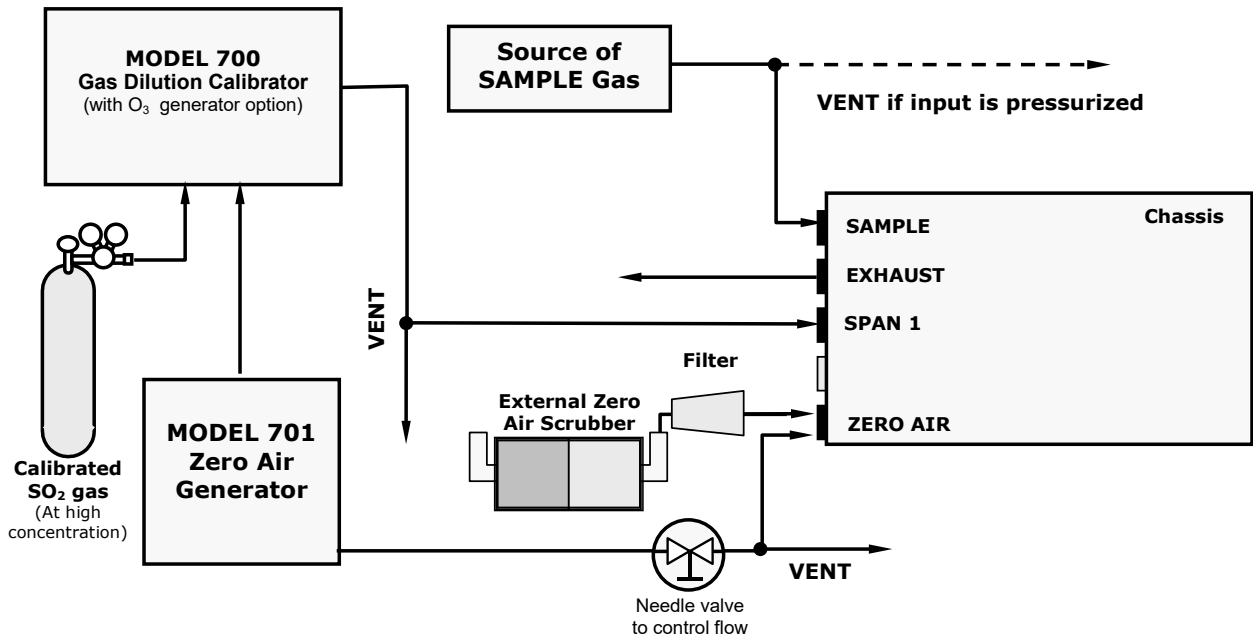 MODEL 700
Gas Dilution Calibrator
(with O₃ generator option)
Source of
SAMPLE Gas
VENT if input is pressurized
Chassis
SAMPLE
EXHAUST
SPAN 1
ZERO AIR
VENT
Filter
External Zero
Air Scrubber
MODEL 701
Zero Air
Generator
Calibrated
SO₂ gas
(At high
concentration)
VENT
Needle valve
to control flow